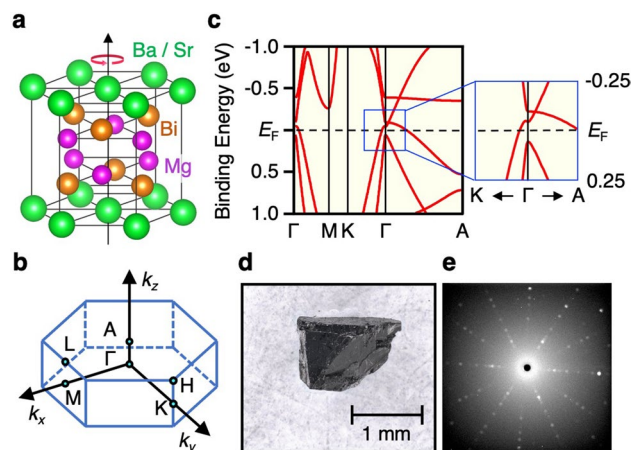 a
Ba / Sr
Bi
Mg
b
kz
A
L
Γ
H
M
K
kx
ky
c
Binding Energy (eV)
-1.0
-0.5
EF
0.5
1.0
Γ
M
K
Γ
A
-0.25
EF
0.25
K ← Γ → A
d
1 mm
e